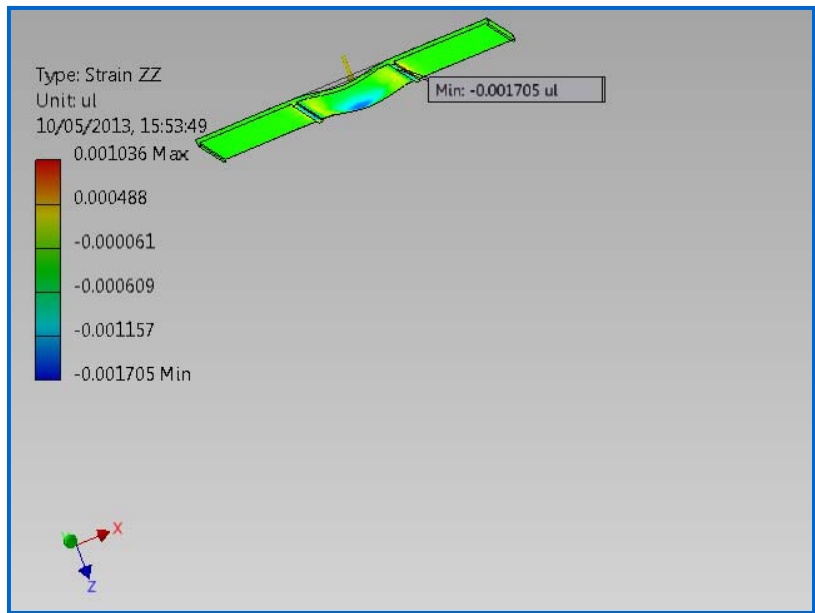 Type: Strain ZZ
Unit: ul
10/05/2013, 15:53:49
0.001036 Max
0.000488
-0.000061
-0.000609
-0.001157
-0.001705 Min
Min: -0.001705 ul
X
Z